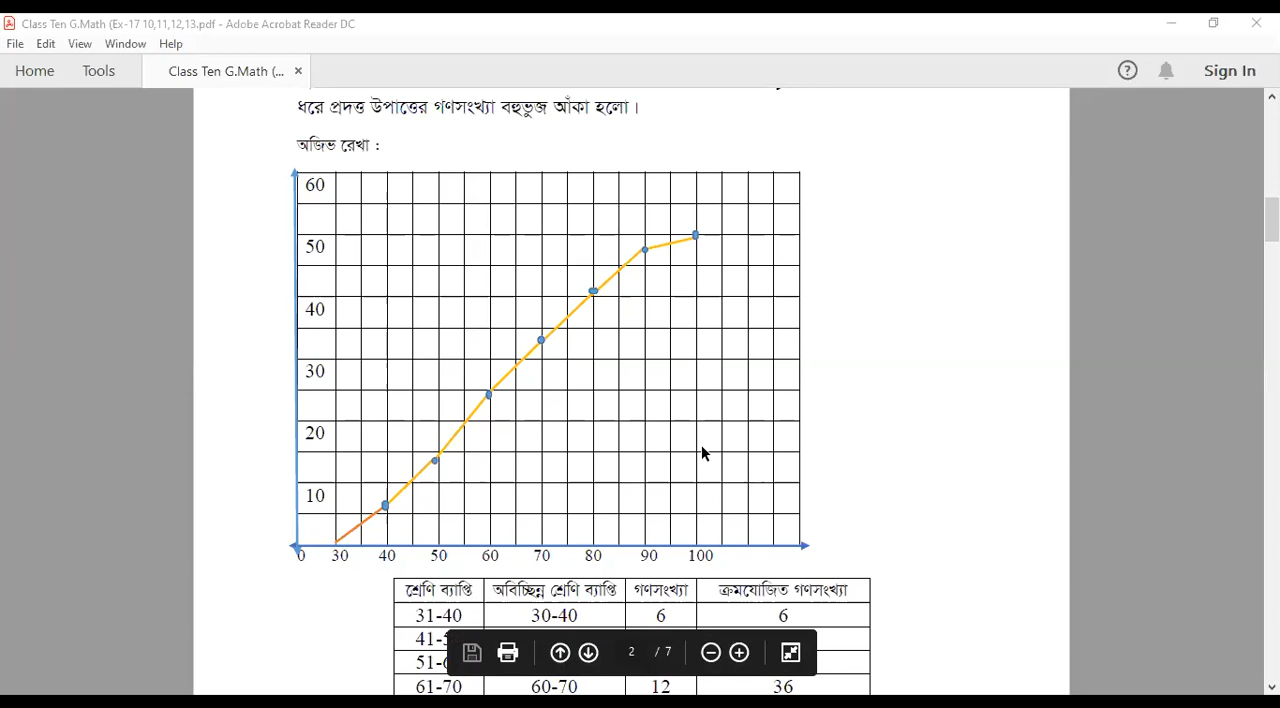 Class Ten G.Math (Ex-17 10,11,12,13.pdf - Adobe Acrobat Reader DC
File Edit View Window Help
Home Tools Class Ten G.Math (... × Sign In
ধরে প্রদত্ত উপাত্তের গণসংখ্যা বহুভুজ আঁকা হলো।
অজিভ রেখা :
60
50
40
30
20
10
0 30 40 50 60 70 80 90 100
শ্রেণি ব্যাপ্তি অবিচ্ছিন্ন শ্রেণি ব্যাপ্তি গণসংখ্যা ক্রমযোজিত গণসংখ্যা
31-40 30-40 6 6
2 / 7
61-70 60-70 12 36